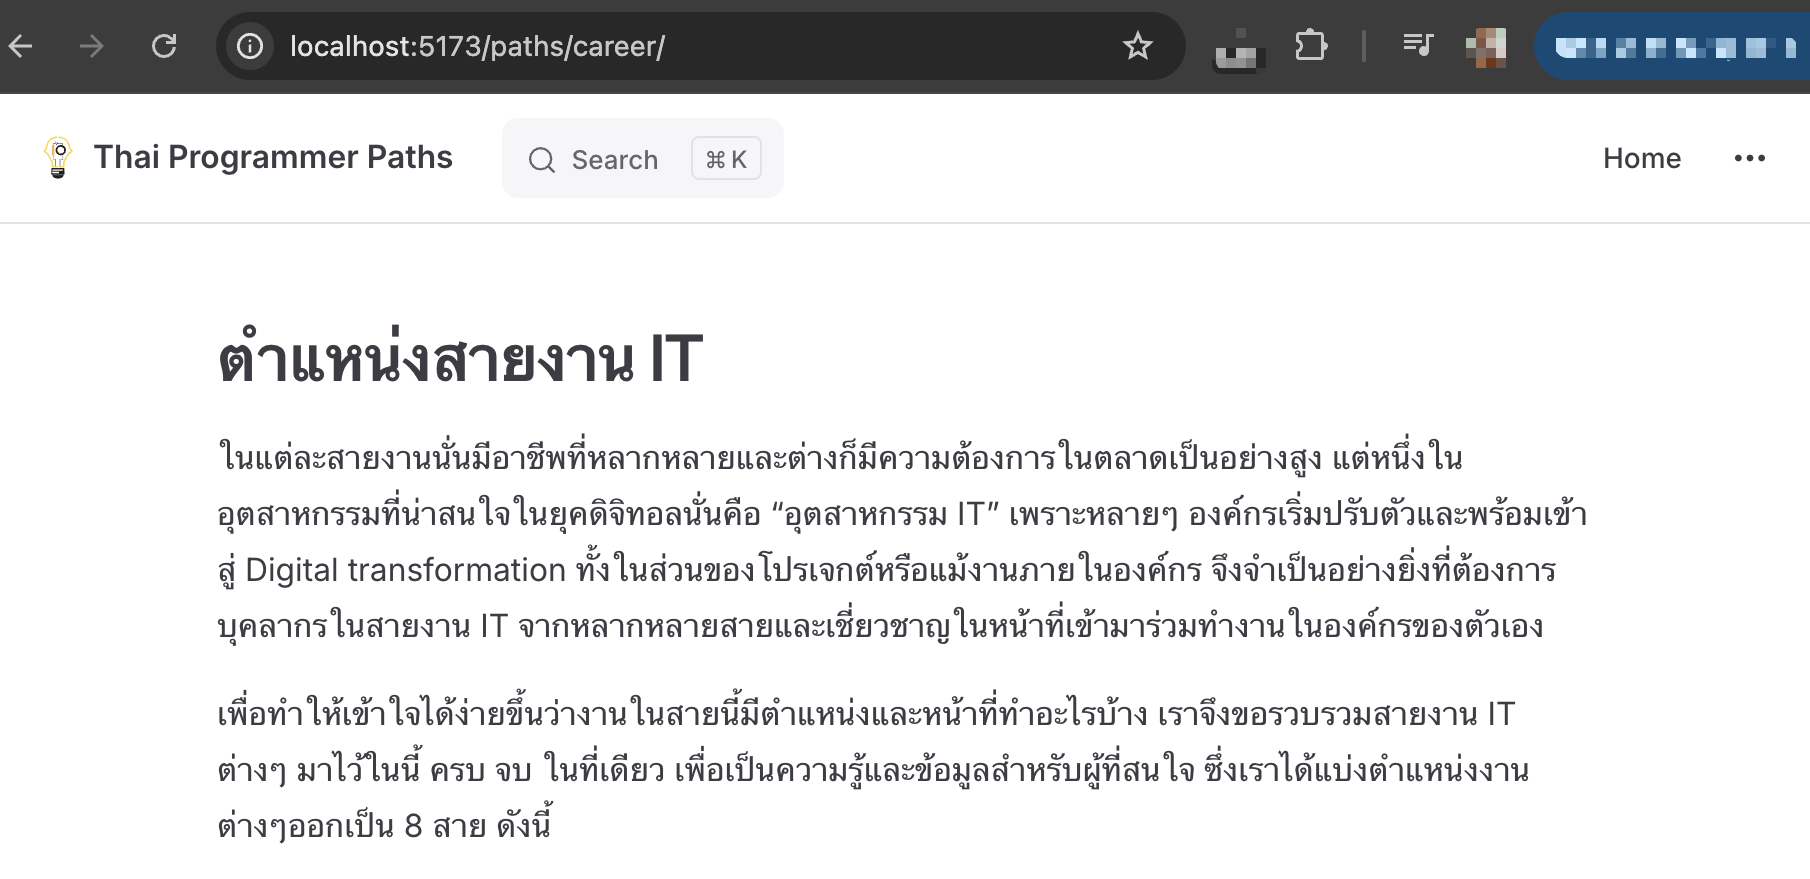 localhost:5173/paths/career/
Thai Programmer Paths
Search
⌘ K
Home
ตำแหน่งสายงาน IT
ในแต่ละสายงานนั่นมีอาชีพที่หลากหลายและต่างก็มีความต้องการในตลาดเป็นอย่างสูง แต่หนึ่งใน
อุตสาหกรรมที่น่าสนใจในยุคดิจิทอลนั่นคือ “อุตสาหกรรม IT” เพราะหลายๆ องค์กรเริ่มปรับตัวและพร้อมเข้า
สู่ Digital transformation ทั้งในส่วนของโปรเจกต์หรือแม้งานภายในองค์กร จึงจำเป็นอย่างยิ่งที่ต้องการ
บุคลากรในสายงาน IT จากหลากหลายสายและเชี่ยวชาญในหน้าที่เข้ามาร่วมทำงานในองค์กรของตัวเอง
เพื่อทำให้เข้าใจได้ง่ายขึ้นว่างานในสายนี้มีตำแหน่งและหน้าที่ทำอะไรบ้าง เราจึงขอรวบรวมสายงาน IT
ต่างๆ มาไว้ในนี้ ครบ จบ ในที่เดียว เพื่อเป็นความรู้และข้อมูลสำหรับผู้ที่สนใจ ซึ่งเราได้แบ่งตำแหน่งงาน
ต่างๆออกเป็น 8 สาย ดังนี้